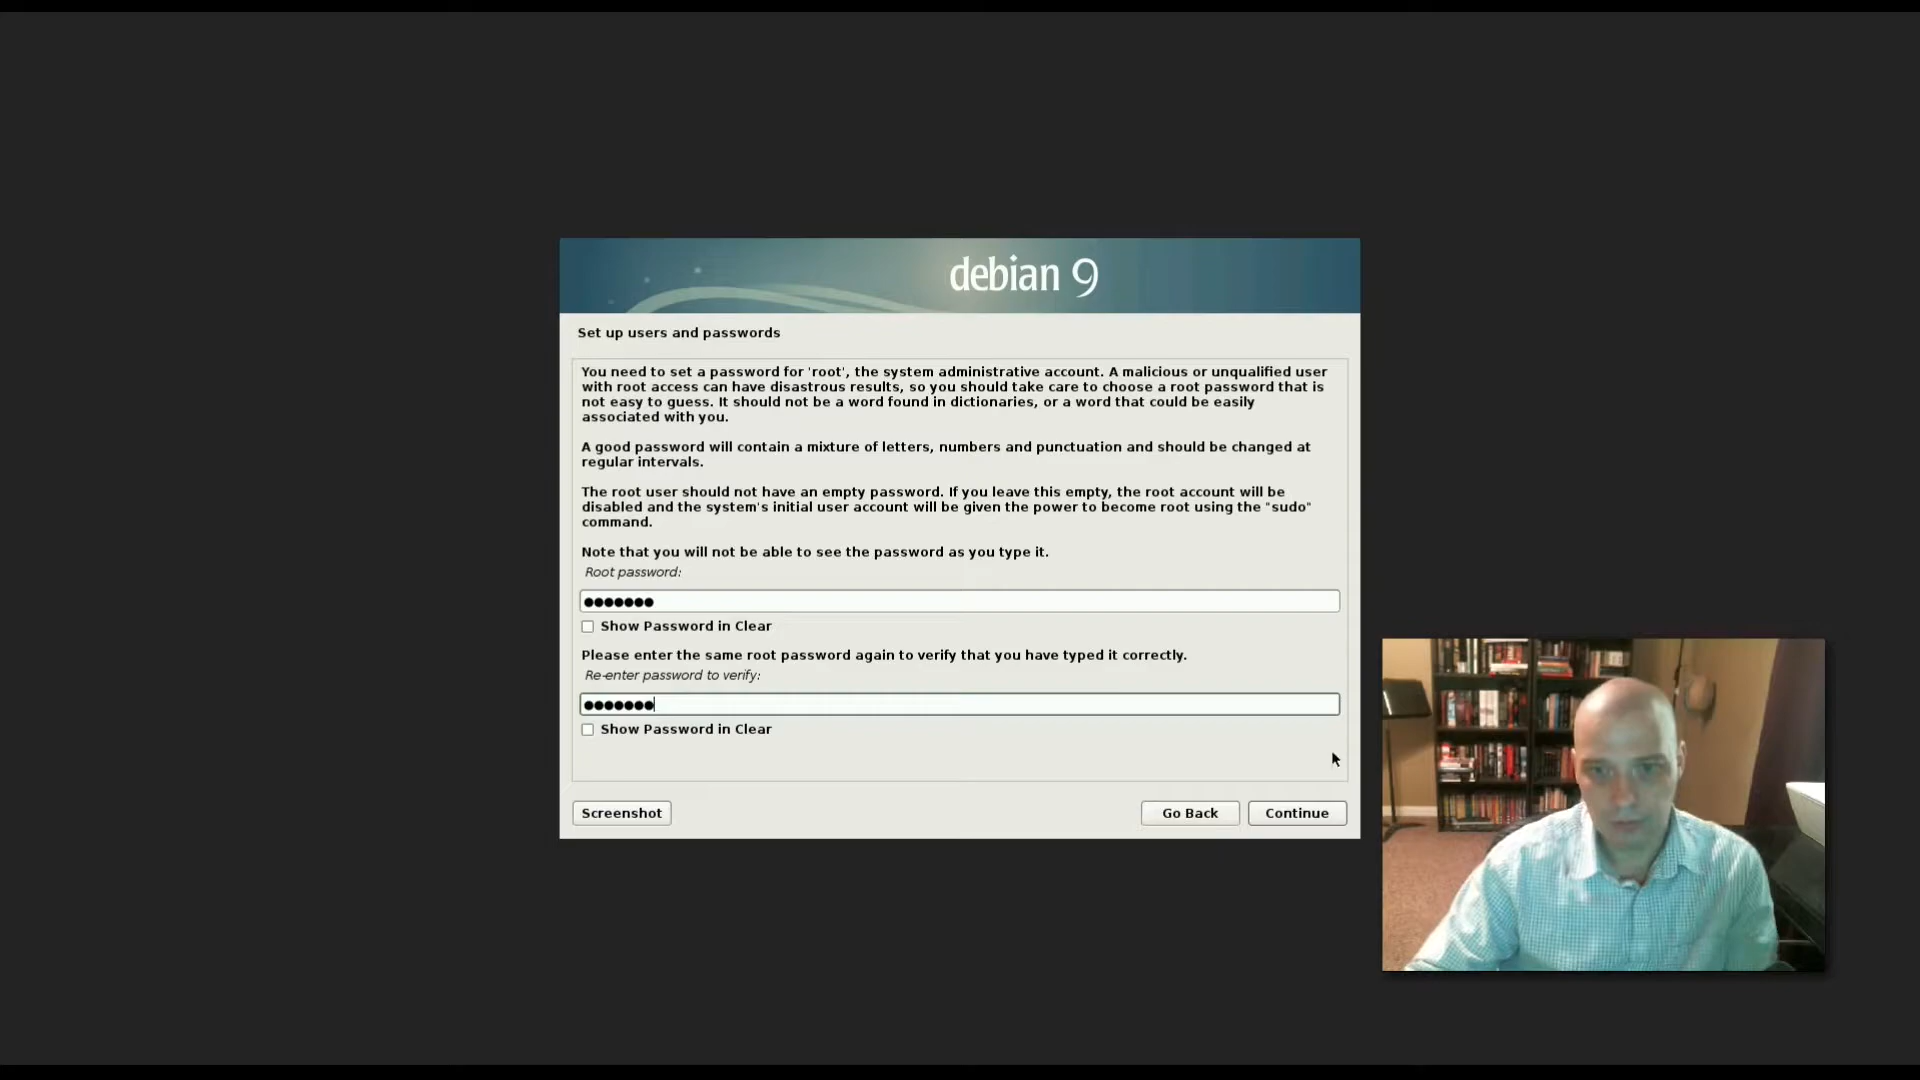 debian 9
Set up users and passwords
You need to set a password for 'root', the system administrative account. A malicious or unqualified user
with root access can have disastrous results, so you should take care to choose a root password that is
not easy to guess. It should not be a word found in dictionaries, or a word that could be easily
associated with you.
A good password will contain a mixture of letters, numbers and punctuation and should be changed at
regular intervals.
The root user should not have an empty password. If you leave this empty, the root account will be
disabled and the system's initial user account will be given the power to become root using the "sudo"
command.
Note that you will not be able to see the password as you type it.
Root password:
●●●●●●●
Show Password in Clear
Please enter the same root password again to verify that you have typed it correctly.
Re-enter password to verify:
●●●●●●●
Show Password in Clear
Screenshot
Go Back
Continue